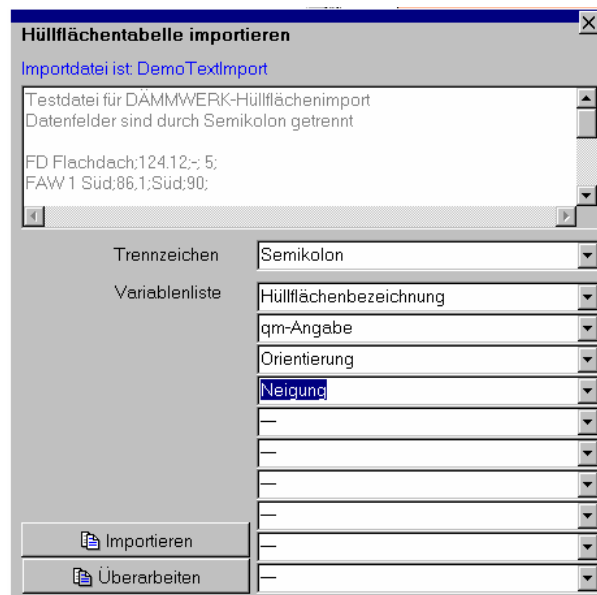 Hüllflächentabelle importieren
Importdatei ist: DemoTextImport
Testdatei für DÄMMWERK-Hüllflächenimport
Datenfelder sind durch Semikolon getrennt
FD Flachdach;124.12;-; 5;
FAW 1 Süd;86,1;Süd;90;
Trennzeichen Semikolon
Variablenliste Hüllflächenbezeichnung
qm-Angabe
Orientierung
Neigung
—
—
—
—
Importieren —
Überarbeiten —